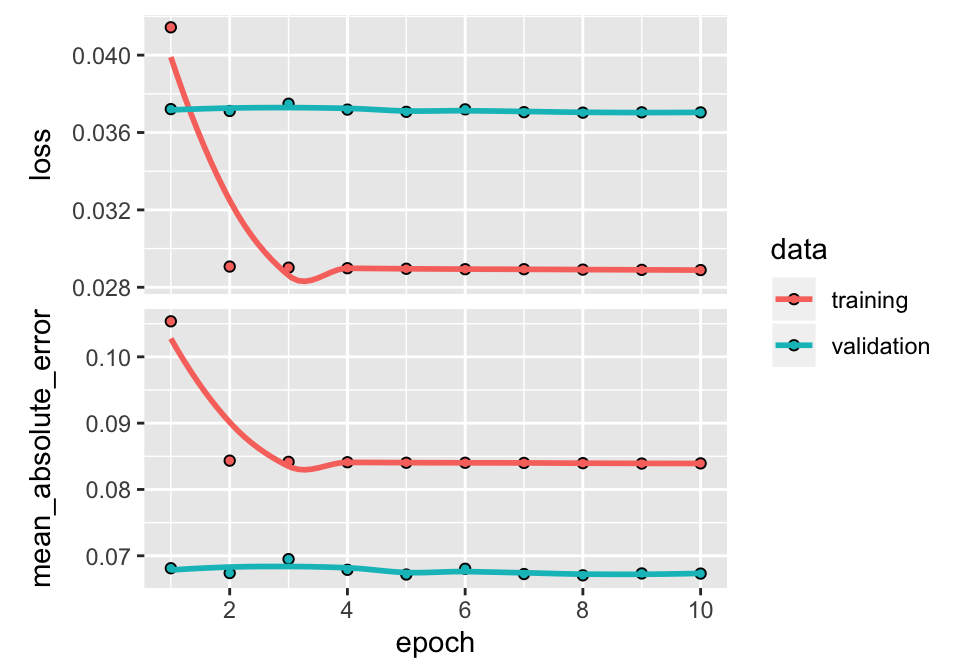 loss
0.040
0.036
0.032
0.028
mean_absolute_error
0.10
0.09
0.08
0.07
2 4 6 8 10
epoch
data
training
validation